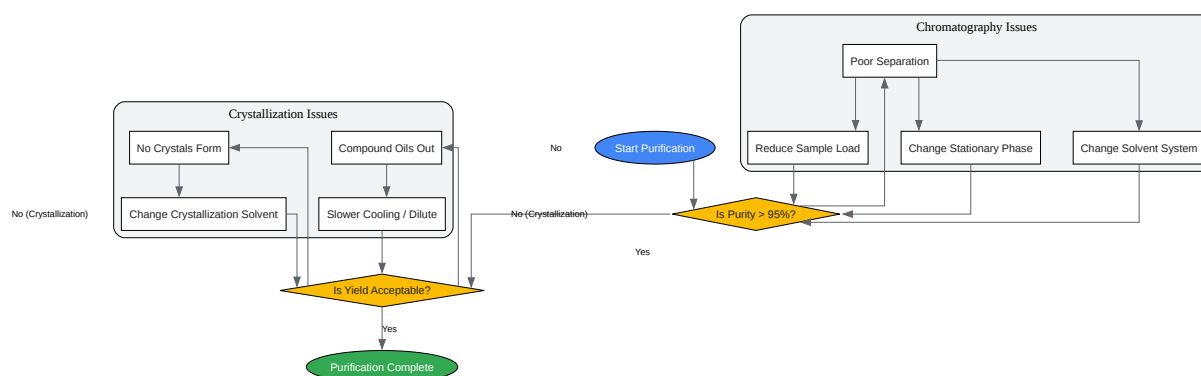 Chromatography Issues
Poor Separation
Crystallization Issues
No Crystals Form
Compound Oils Out
No
Start Purification
Reduce Sample Load
Change Stationary Phase
Change Solvent System
No (Crystallization)
Change Crystallization Solvent
Slower Cooling / Dilute
No (Crystallization)
Is Purity > 95%?
Yes
Is Yield Acceptable?
Yes
Purification Complete